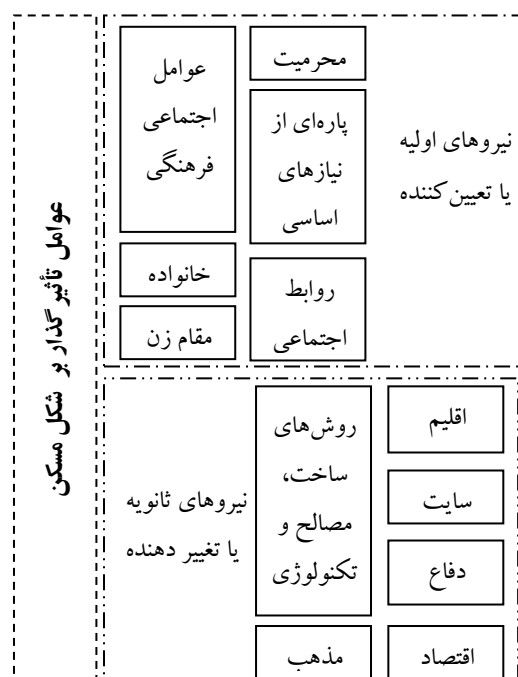 عوامل تأثیر گذار بر شکل مسکن
نیروهای اولیه
یا تعیین‌کننده
محرمیت
پاره‌ای از
نیازهای
اساسی
روابط
اجتماعی
عوامل
اجتماعی
فرهنگی
خانواده
مقام زن
اقلیم
سایت
دفاع
اقتصاد
روش‌های
ساخت،
مصالح و
تکنولوژی
مذهب
نیروهای ثانویه
یا تغییر دهنده